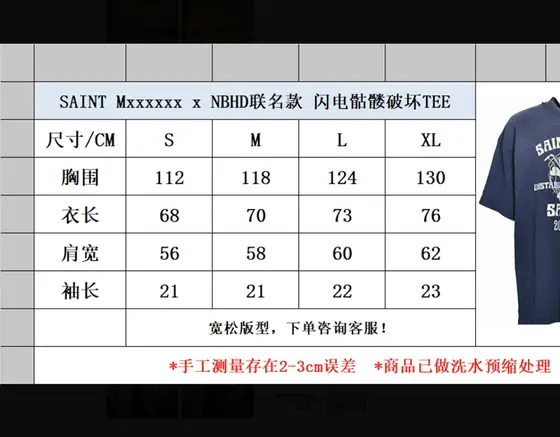 SAINT Mxxxxxx x NBHD联名款 闪电骷髅破坏TEE
尺寸/CM S M L XL
胸围 112 118 124 130
衣长 68 70 73 76
肩宽 56 58 60 62
袖长 21 21 22 23
宽松版型，下单咨询客服！
*手工测量存在2-3cm误差 *商品已做洗水预缩处理
SAIN